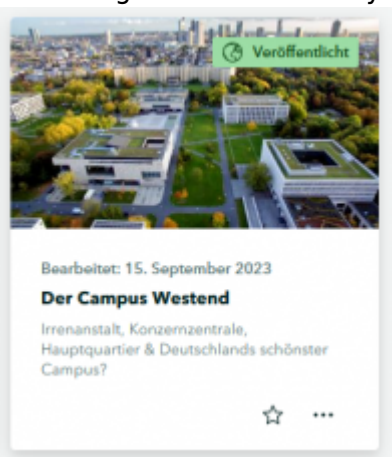 Veröffentlicht
Bearbeitet: 15. September 2023
Der Campus Westend
Irrenanstalt, Konzernzentrale,
Hauptquartier & Deutschlands schönster
Campus?